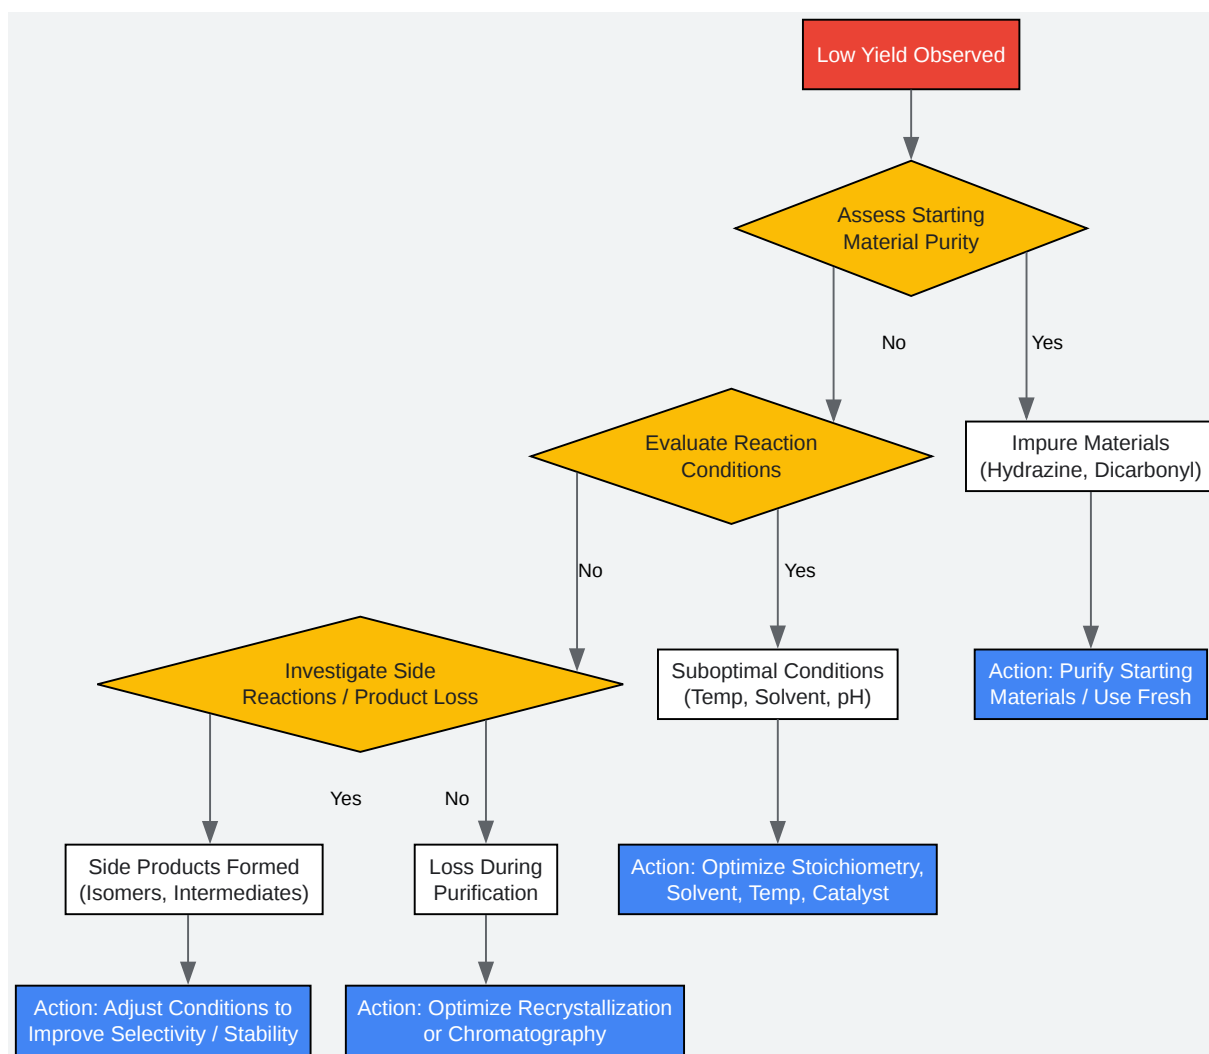 Low Yield Observed
Assess Starting
Material Purity
No
Yes
Evaluate Reaction
Conditions
Impure Materials
(Hydrazine, Dicarbonyl)
No
Yes
Investigate Side
Reactions / Product Loss
Suboptimal Conditions
(Temp, Solvent, pH)
Action: Purify Starting
Materials / Use Fresh
Yes
No
Side Products Formed
(Isomers, Intermediates)
Loss During
Purification
Action: Optimize Stoichiometry,
Solvent, Temp, Catalyst
Action: Adjust Conditions to
Improve Selectivity / Stability
Action: Optimize Recrystallization
or Chromatography